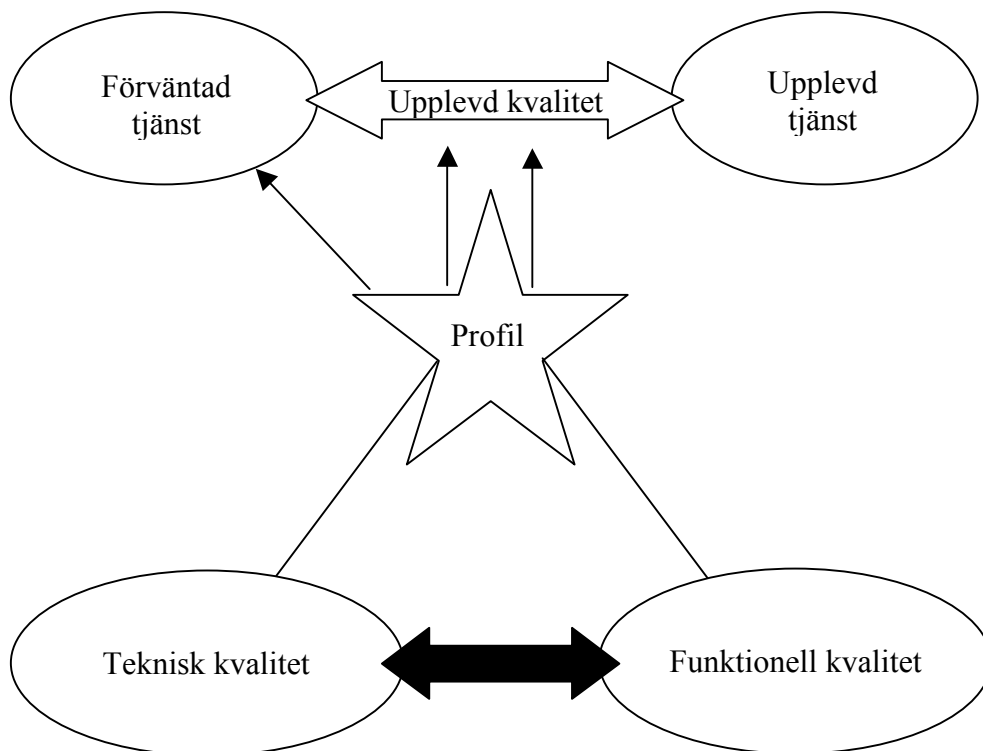 Förväntad
tjänst
Upplevd kvalitet
Upplevd
tjänst
Profil
Teknisk kvalitet
Funktionell kvalitet